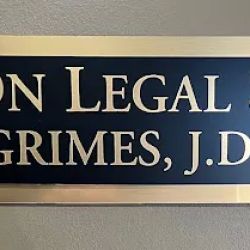 ON LEGAL
GRIMES, J.D